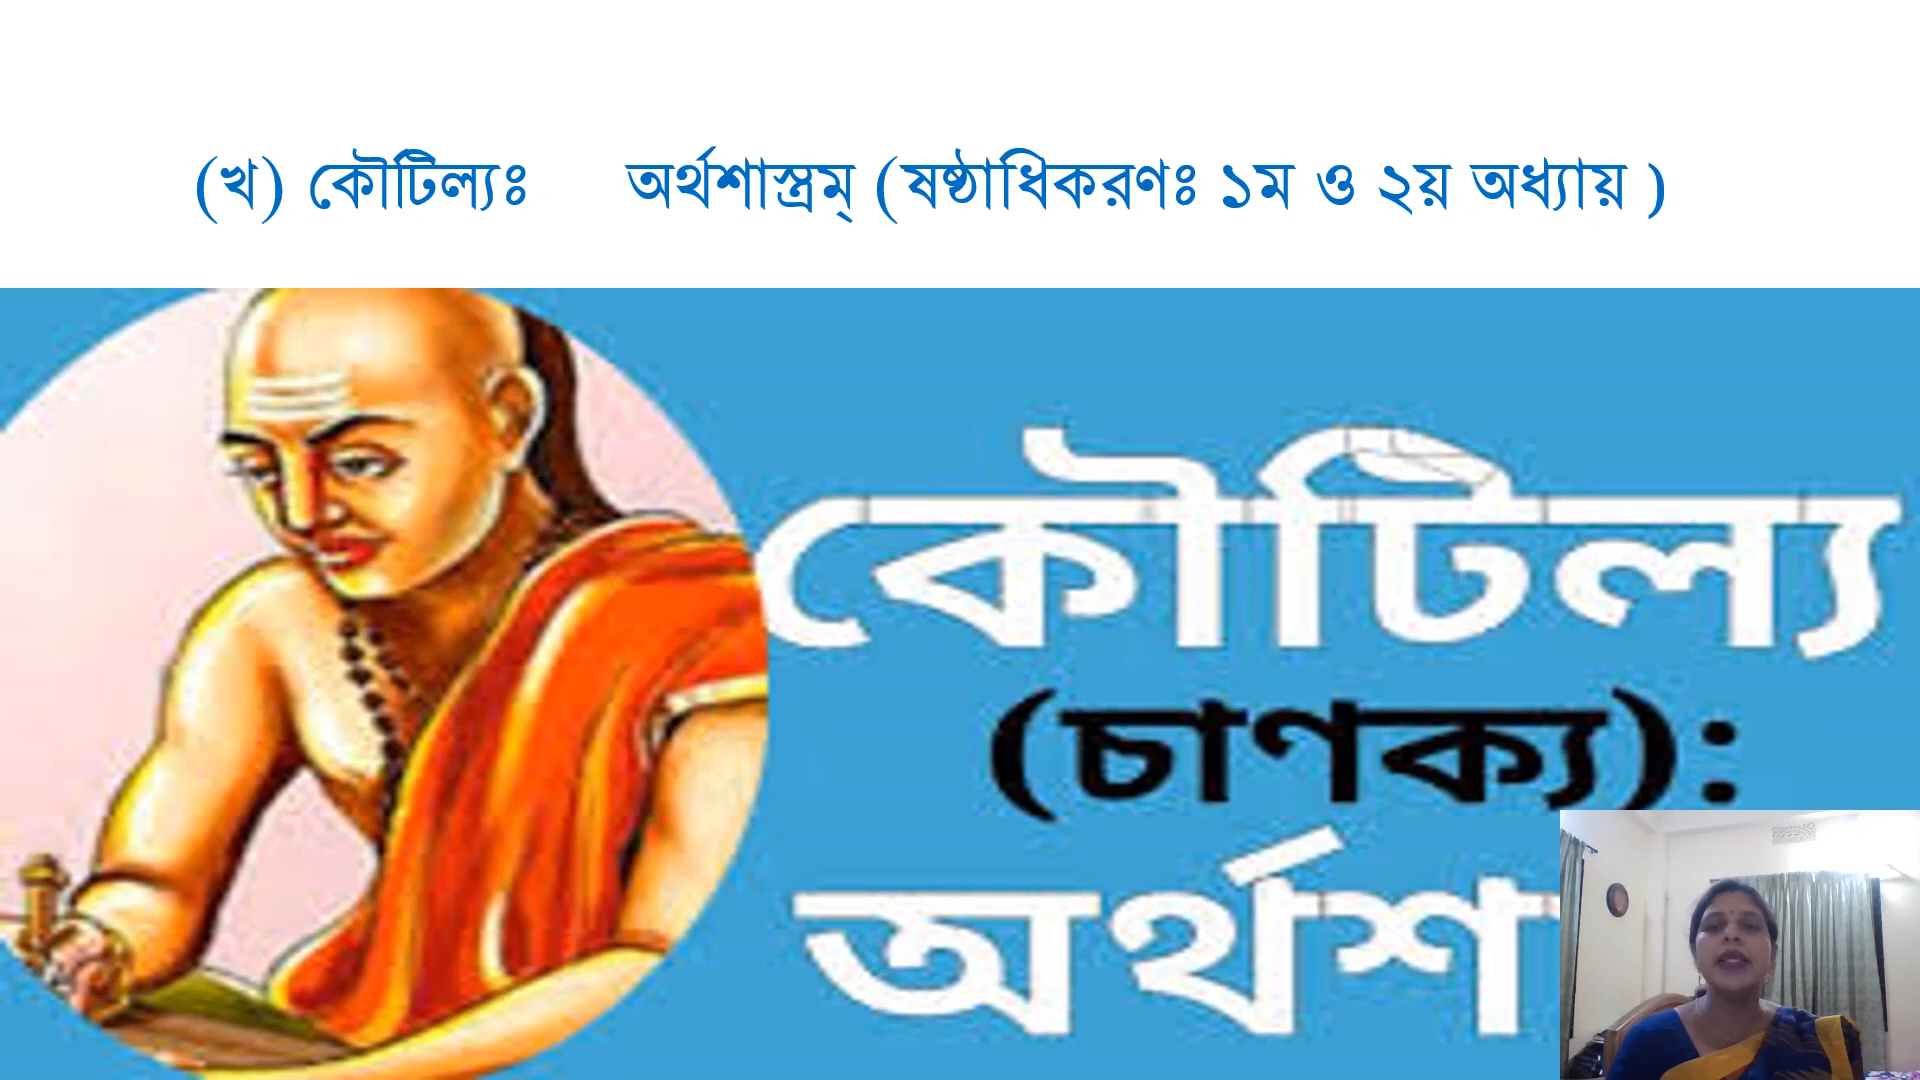 (খ) কৌটিল্যঃ অর্থশাস্ত্রম্ (ষষ্ঠাধিকরণঃ ১ম ও ২য় অধ্যায় )
কৌটিল্য
(চাণক্য):
অর্থশ